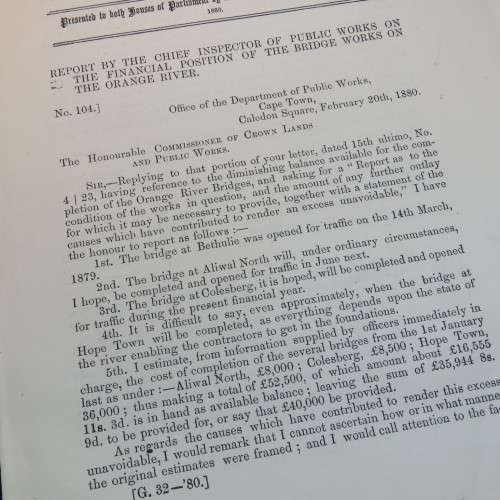 Presented to both Houses of Parliament by
1880.
REPORT BY THE CHIEF INSPECTOR OF PUBLIC WORKS ON
THE FINANCIAL POSITION OF THE BRIDGE WORKS ON
THE ORANGE RIVER.
No. 104.]
Office of the Department of Public Works,
Cape Town,
Caledon Square, February 20th, 1880.
The Honourable COMMISSIONER OF CROWN LANDS
AND PUBLIC WORKS.
SIR,—Replying to that portion of your letter, dated 15th ultimo, No.
4 | 23, having reference to the diminishing balance available for the com-
pletion of the Orange River Bridges, and asking for a "Report as to the
condition of the works in question, and the amount of any further outlay
for which it may be necessary to provide, together with a statement of the
causes which have contributed to render an excess unavoidable," I have
the honour to report as follows :—
1st. The bridge at Bethulie was opened for traffic on the 14th March,
1879.
2nd. The bridge at Aliwal North will, under ordinary circumstances,
I hope, be completed and opened for traffic in June next.
3rd. The bridge at Colesberg, it is hoped, will be completed and opened
for traffic during the present financial year.
4th. It is difficult to say, even approximately, when the bridge at
Hope Town will be completed, as everything depends upon the state of
the river enabling the contractors to get in the foundations.
5th. I estimate, from information supplied by officers immediately in
charge, the cost of completion of the several bridges from the 1st January
last as under :—Aliwal North, £8,000 ; Colesberg, £8,500 ; Hope Town,
36,000 ; thus making a total of £52,500, of which amount about £16,555
11s. 3d. is in hand as available balance ; leaving the sum of £35,944 8s.
9d. to be provided for, or say that £40,000 be provided.
As regards the causes which have contributed to render this excess
unavoidable, I would remark that I cannot ascertain how or in what manne
the original estimates were framed ; and I would call attention to the fa
[G. 32—'80.]